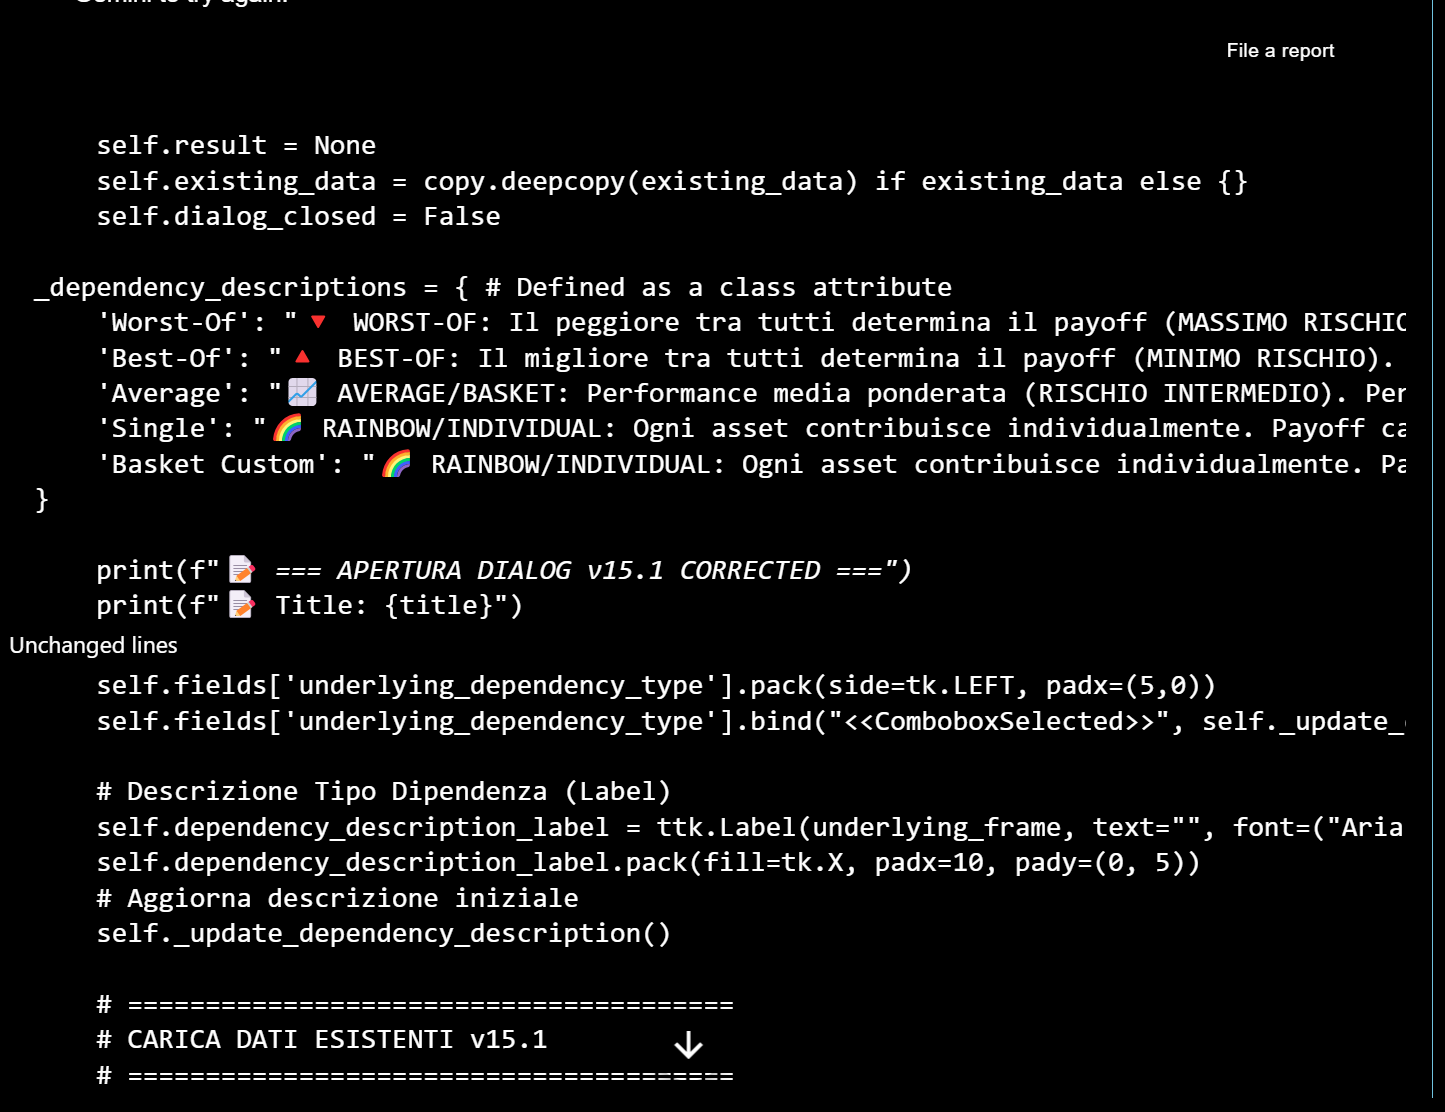 Gemini to try again.
File a report
self.result = None
self.existing_data = copy.deepcopy(existing_data) if existing_data else {}
self.dialog_closed = False
_dependency_descriptions = { # Defined as a class attribute
'Worst-Of': "🔻 WORST-OF: Il peggiore tra tutti determina il payoff (MASSIMO RISCHIO
'Best-Of': "🔺 BEST-OF: Il migliore tra tutti determina il payoff (MINIMO RISCHIO).
'Average': "📈 AVERAGE/BASKET: Performance media ponderata (RISCHIO INTERMEDIO). Per
'Single': "🌈 RAINBOW/INDIVIDUAL: Ogni asset contribuisce individualmente. Payoff ca
'Basket Custom': "🌈 RAINBOW/INDIVIDUAL: Ogni asset contribuisce individualmente. Pa
}
print(f"📝 === APERTURA DIALOG v15.1 CORRECTED ===")
print(f"📝 Title: {title}")
Unchanged lines
self.fields['underlying_dependency_type'].pack(side=tk.LEFT, padx=(5,0))
self.fields['underlying_dependency_type'].bind("<<ComboboxSelected>>", self._update_
# Descrizione Tipo Dipendenza (Label)
self.dependency_description_label = ttk.Label(underlying_frame, text="", font=("Aria
self.dependency_description_label.pack(fill=tk.X, padx=10, pady=(0, 5))
# Aggiorna descrizione iniziale
self._update_dependency_description()
# =======================================
# CARICA DATI ESISTENTI v15.1
# =======================================